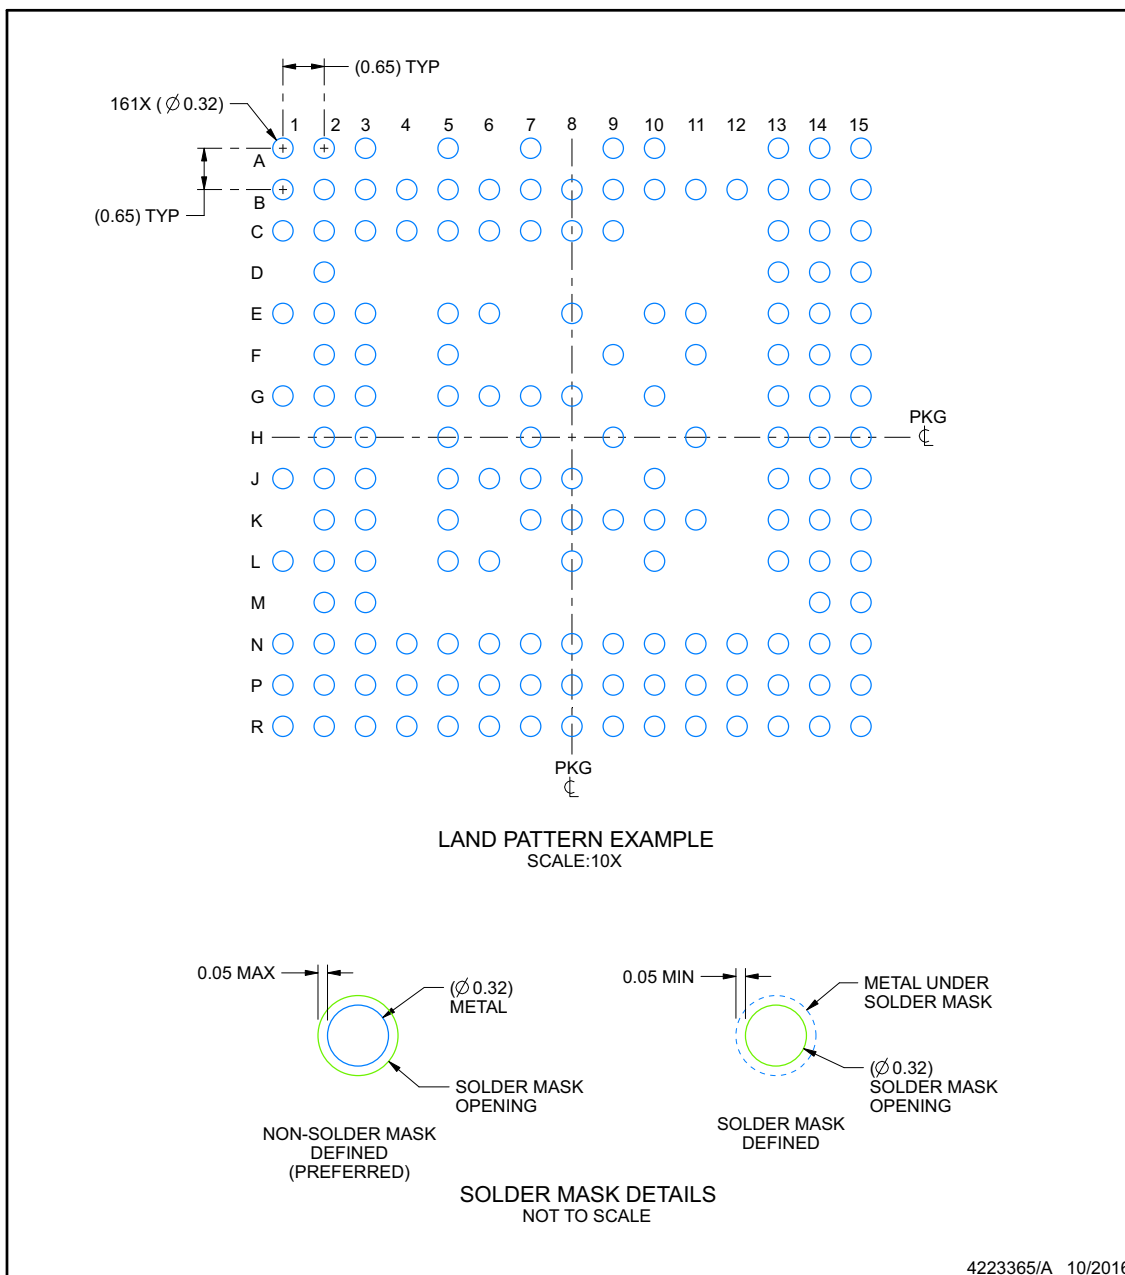 (0.65) TYP
161X ( ∅ 0.32)
1 2 3 4 5 6 7 8 9 10 11 12 13 14 15
A
B
(0.65) TYP
C
D
E
F
G
PKG
H
J
K
L
M
N
P
R
PKG
LAND PATTERN EXAMPLE
SCALE:10X
0.05 MAX
(∅ 0.32)
METAL
SOLDER MASK
OPENING
NON-SOLDER MASK
DEFINED
(PREFERRED)
0.05 MIN
METAL UNDER
SOLDER MASK
(∅ 0.32)
SOLDER MASK
OPENING
SOLDER MASK
DEFINED
SOLDER MASK DETAILS
NOT TO SCALE
4223365/A 10/2016